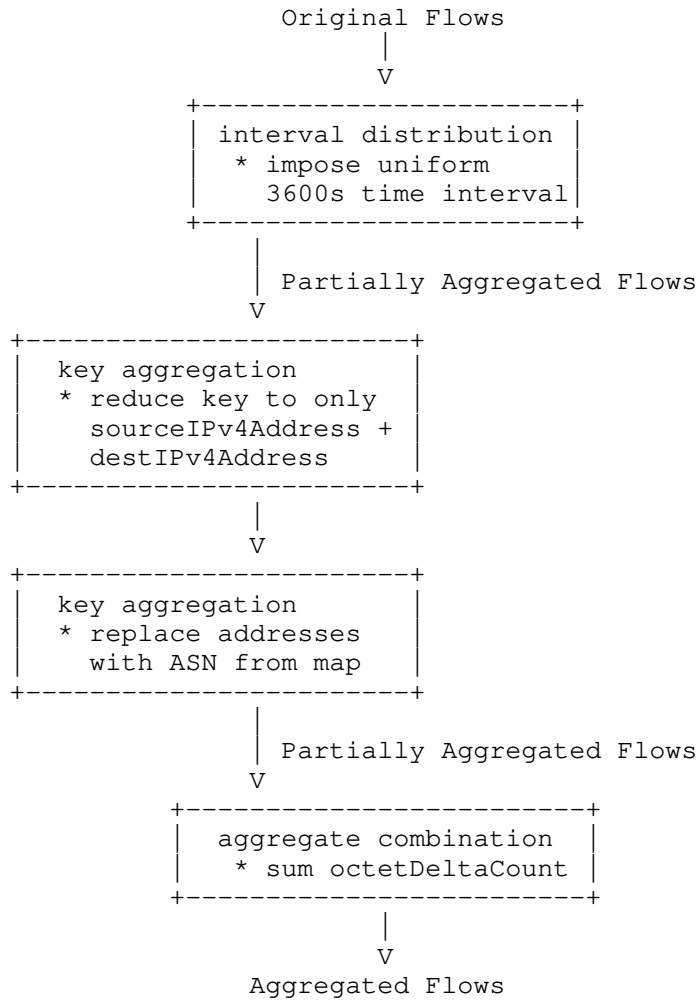 Original Flows
|
V
+-----------------------+
| interval distribution |
| * impose uniform |
| 3600s time interval|
+-----------------------+
|
| Partially Aggregated Flows
V
+------------------------+
| key aggregation |
| * reduce key to only |
| sourceIPv4Address + |
| destIPv4Address |
+------------------------+
|
V
+------------------------+
| key aggregation |
| * replace addresses |
| with ASN from map |
+------------------------+
|
| Partially Aggregated Flows
V
+-------------------------+
| aggregate combination |
| * sum octetDeltaCount |
+-------------------------+
|
V
Aggregated Flows